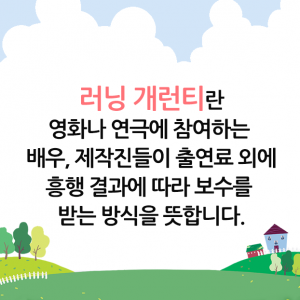 러닝 개런티란
영화나 연극에 참여하는
배우, 제작진들이 출연료 외에
흥행 결과에 따라 보수를
받는 방식을 뜻합니다.